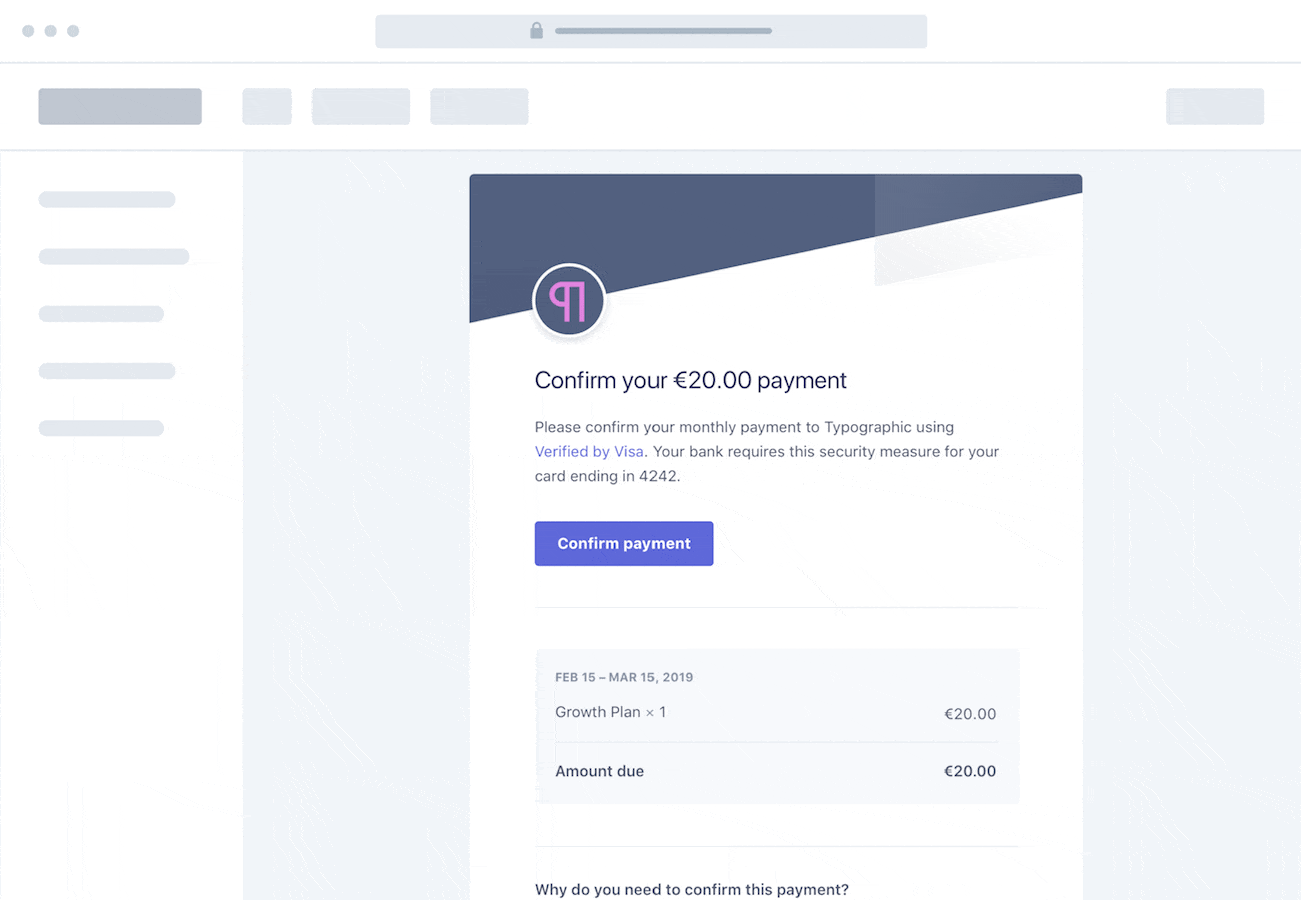 Confirm your €20.00 payment
Please confirm your monthly payment to Typographic using
Verified by Visa. Your bank requires this security measure for your
card ending in 4242.
Confirm payment
FEB 15 – MAR 15, 2019
Growth Plan × 1 €20.00
Amount due €20.00
Why do you need to confirm this payment?